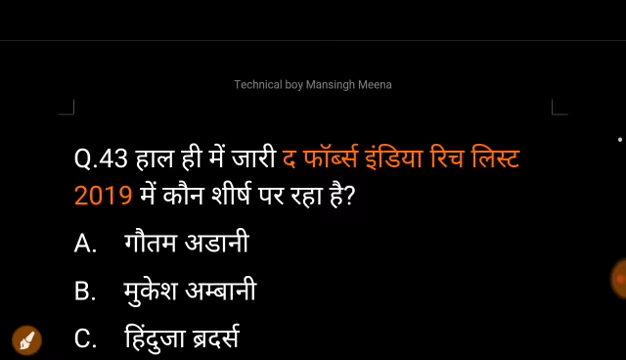 Technical boy Mansingh Meena
Q.43 हाल ही में जारी द फॉर्ब्स इंडिया रिच लिस्ट
2019 में कौन शीर्ष पर रहा है?
A. गौतम अडानी
B. मुकेश अम्बानी
C. हिंदुजा ब्रदर्स